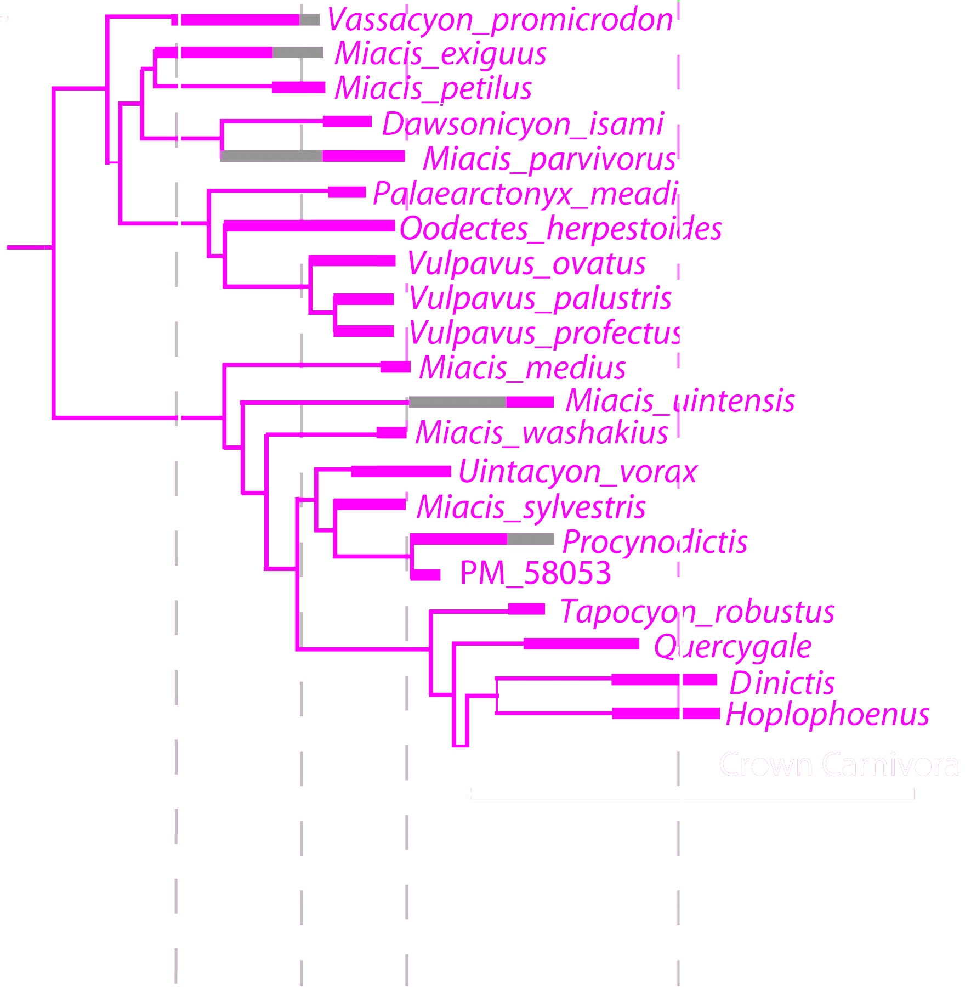 Vassacyon_promicrodon
Miacis_exiguus
Miacis_petilus
Dawsonicyon_isami
Miacis_parvivorus
Palaearctonyx_meadi
Oodectes_herpestoides
Vulpavus_ovatus
Vulpavus_palustris
Vulpavus_profectus
Miacis_medius
Miacis_uintensis
Miacis_washakius
Uintacyon_vorax
Miacis_sylvestris
Procynodictis
PM_58053
Tapocyon_robustus
Quercygale
Dinictis
Hoplophoenus
Crown Carnivora